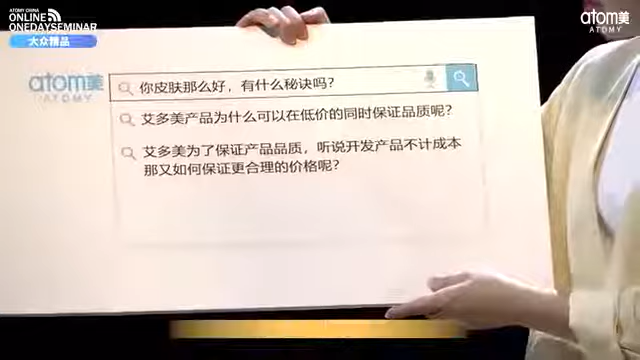 ATOMY CHINA
ONLINE
ONEDAYSEMINAR
大众精品
atom美
ATOMY
atom美
ATOMY
你皮肤那么好，有什么秘诀吗？
艾多美产品为什么可以在低价的同时保证品质呢？
艾多美为了保证产品品质，听说开发产品不计成本
那又如何保证更合理的价格呢？